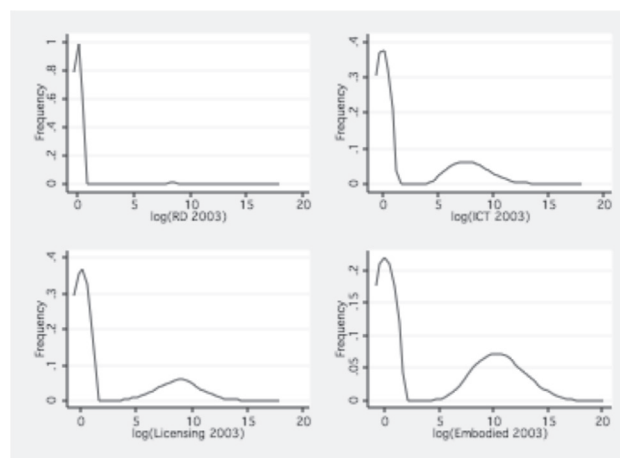 1
.8
.6
.4
.2
0
Frequency
0 5 10 15 20
log(RD 2003)
.4
.3
.2
.1
0
Frequency
0 5 10 15 20
log(ICT 2003)
.4
.3
.2
.1
0
Frequency
0 5 10 15 20
log(Licensing 2003)
.2
.15
.1
.05
0
Frequency
0 5 10 15 20
log(Embodied 2003)